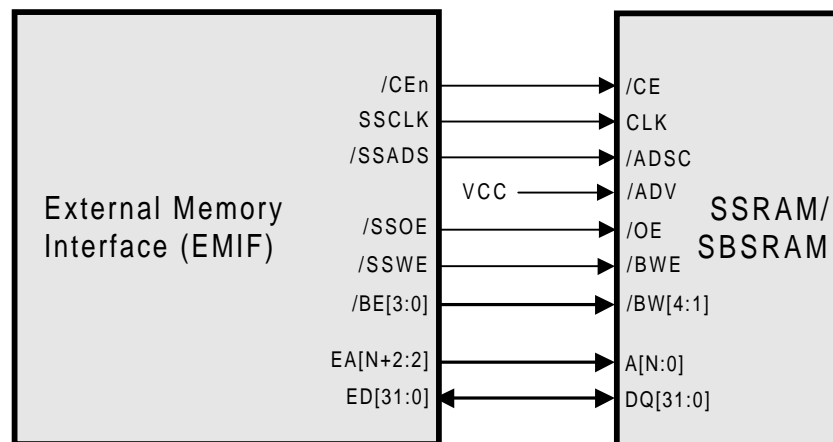 /CEn /CE
SSCLK CLK
/SSADS /ADSC
VCC /ADV
External Memory
Interface (EMIF)
SSRAM/
SBSRAM
/SSOE /OE
/SSWE /BWE
/BE[3:0] /BW[4:1]
EA[N+2:2] A[N:0]
ED[31:0] DQ[31:0]